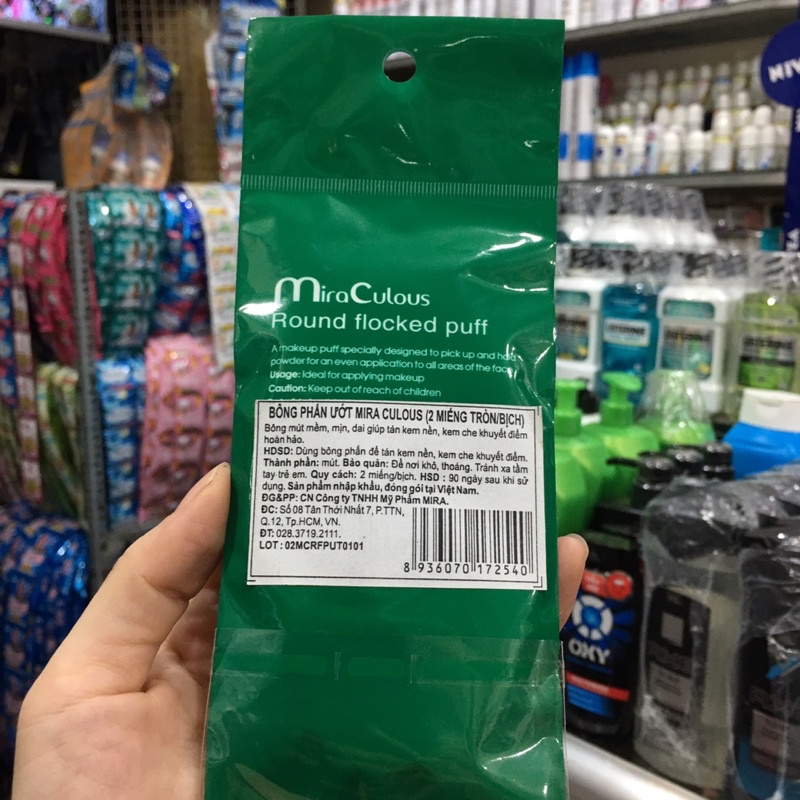 MiraCulous
Round flocked puff
A makeup puff specially designed to pick up and hold
powder for an even application to all areas of the face
Usage: Ideal for applying makeup
Caution: Keep out of reach of children
BÔNG PHẤN ƯỚT MIRA CULOUS (2 MIẾNG TRÒN/BỊCH)
Bông mút mềm, mịn, dai giúp tán kem nền, kem che khuyết điểm
hoàn hảo.
HDSD: Dùng bông phấn để tán kem nền, kem che khuyết điểm.
Thành phần: mút. Bảo quản: Để nơi khô, thoáng. Tránh xa tầm
tay trẻ em. Quy cách: 2 miếng/bịch. HSD : 90 ngày sau khi sử
dụng. Sản phẩm nhập khẩu, đóng gói tại Việt Nam.
ĐG&PP: CN Công ty TNHH Mỹ Phẩm MIRA.
ĐC: Số 08 Tân Thới Nhất 7, P.TTN,
Q.12, Tp.HCM, VN.
ĐT: 028.3719.2111.
LOT : 02MCRFPUT0101
8 936070 172540
NIV
LISTERINE
OXY